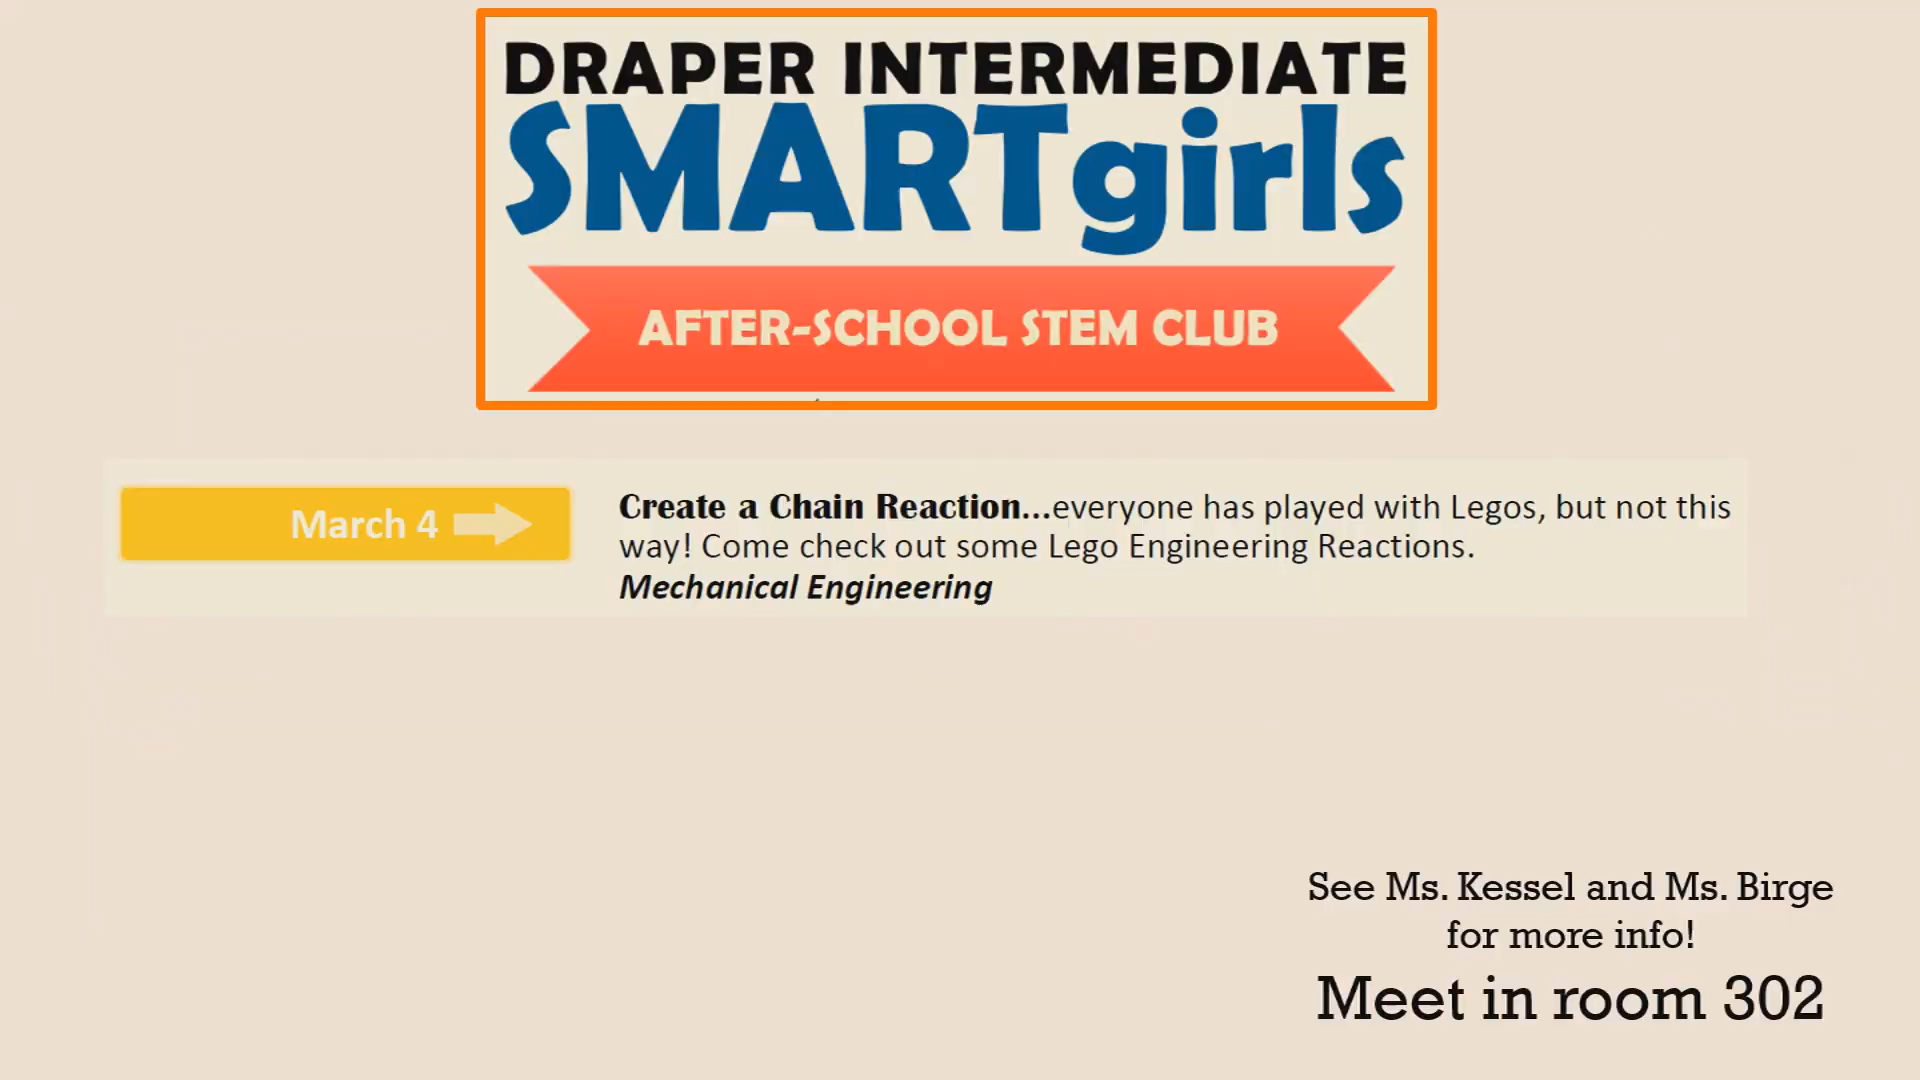 DRAPER INTERMEDIATE
SMARTgirls
AFTER-SCHOOL STEM CLUB
March 4
Create a Chain Reaction...everyone has played with Legos, but not this
way! Come check out some Lego Engineering Reactions.
Mechanical Engineering
See Ms. Kessel and Ms. Birge
for more info!
Meet in room 302